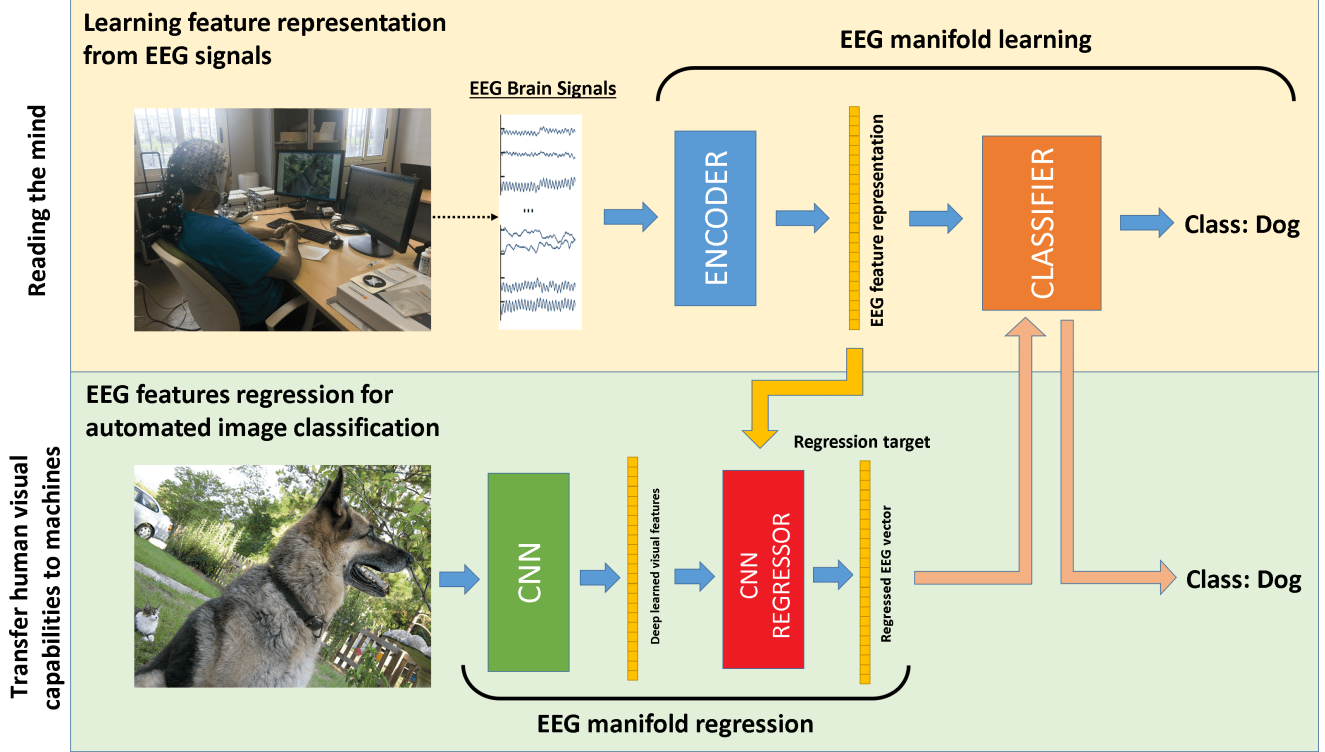 Learning feature representation
from EEG signals
EEG manifold learning
EEG Brain Signals
...
Reading the mind
ENCODER
EEG feature representation
CLASSIFIER
Class: Dog
EEG features regression for
automated image classification
Regression target
Transfer human visual
capabilities to machines
CNN
Deep learned visual features
CNN
REGRESSOR
Regressed EEG vector
Class: Dog
EEG manifold regression